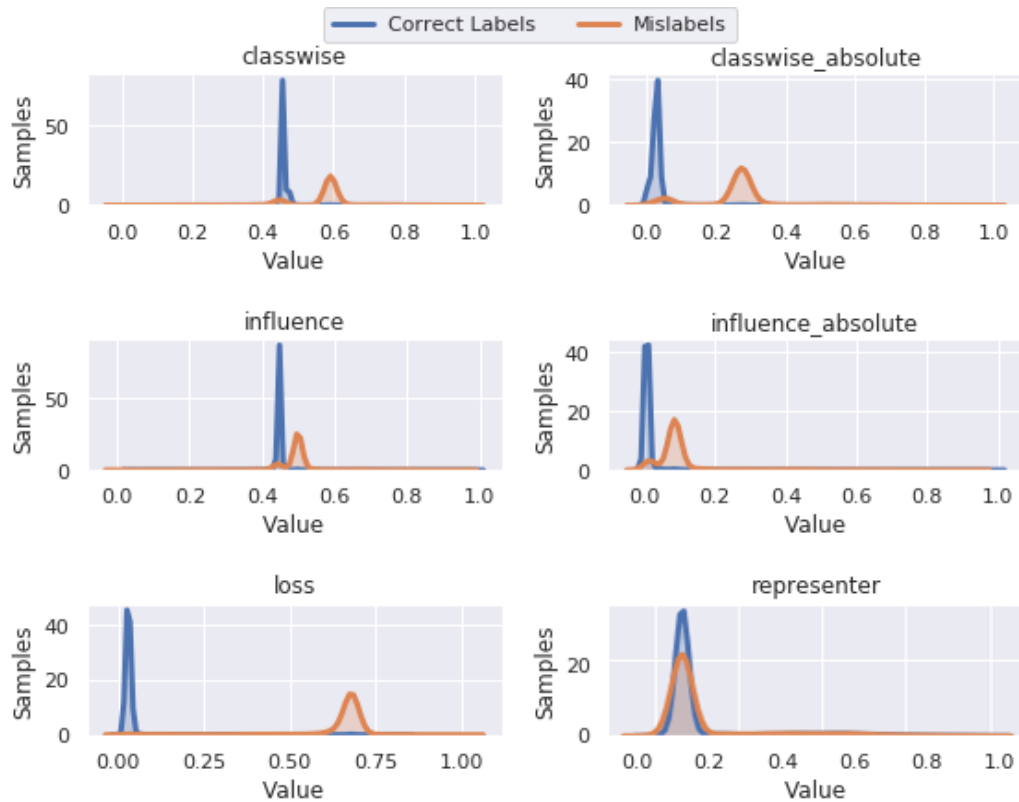 Correct Labels Mislabels
classwise
Samples
50
0
0.0 0.2 0.4 0.6 0.8 1.0
Value
classwise_absolute
Samples
40
20
0
0.0 0.2 0.4 0.6 0.8 1.0
Value
influence
Samples
50
0
0.0 0.2 0.4 0.6 0.8 1.0
Value
influence_absolute
Samples
40
20
0
0.0 0.2 0.4 0.6 0.8 1.0
Value
loss
Samples
40
20
0
0.00 0.25 0.50 0.75 1.00
Value
representer
Samples
20
0
0.0 0.2 0.4 0.6 0.8 1.0
Value